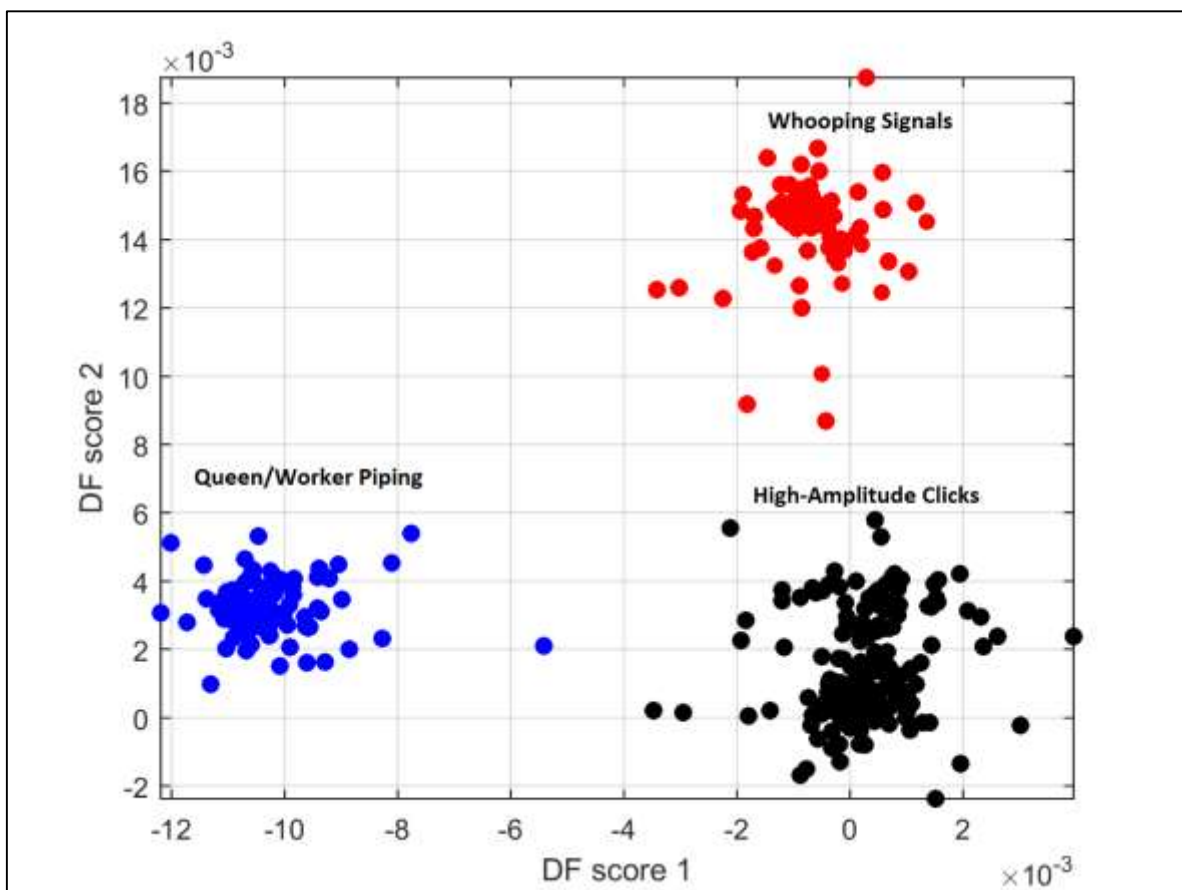 ×10-3
18
Whooping Signals
16
14
12
10
DF score 2
8
Queen/Worker Piping
High-Amplitude Clicks
6
4
2
0
-2
-12 -10 -8 -6 -4 -2 0 2
DF score 1
×10-3